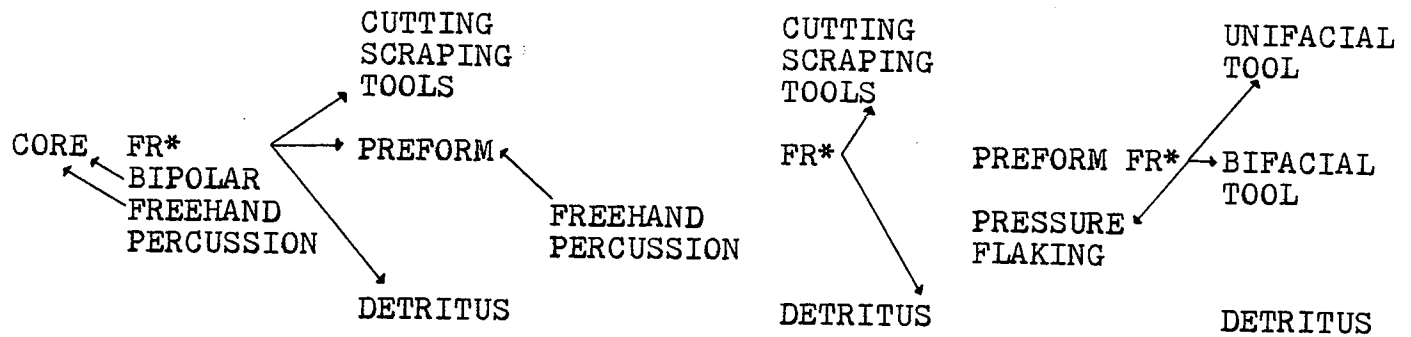 CUTTING
SCRAPING
TOOLS
CORE FR*
BIPOLAR
FREEHAND
PERCUSSION
PREFORM
FREEHAND
PERCUSSION
DETRITUS
CUTTING
SCRAPING
TOOLS
FR*
DETRITUS
PREFORM FR*
PRESSURE
FLAKING
UNIFACIAL
TOOL
BIFACIAL
TOOL
DETRITUS